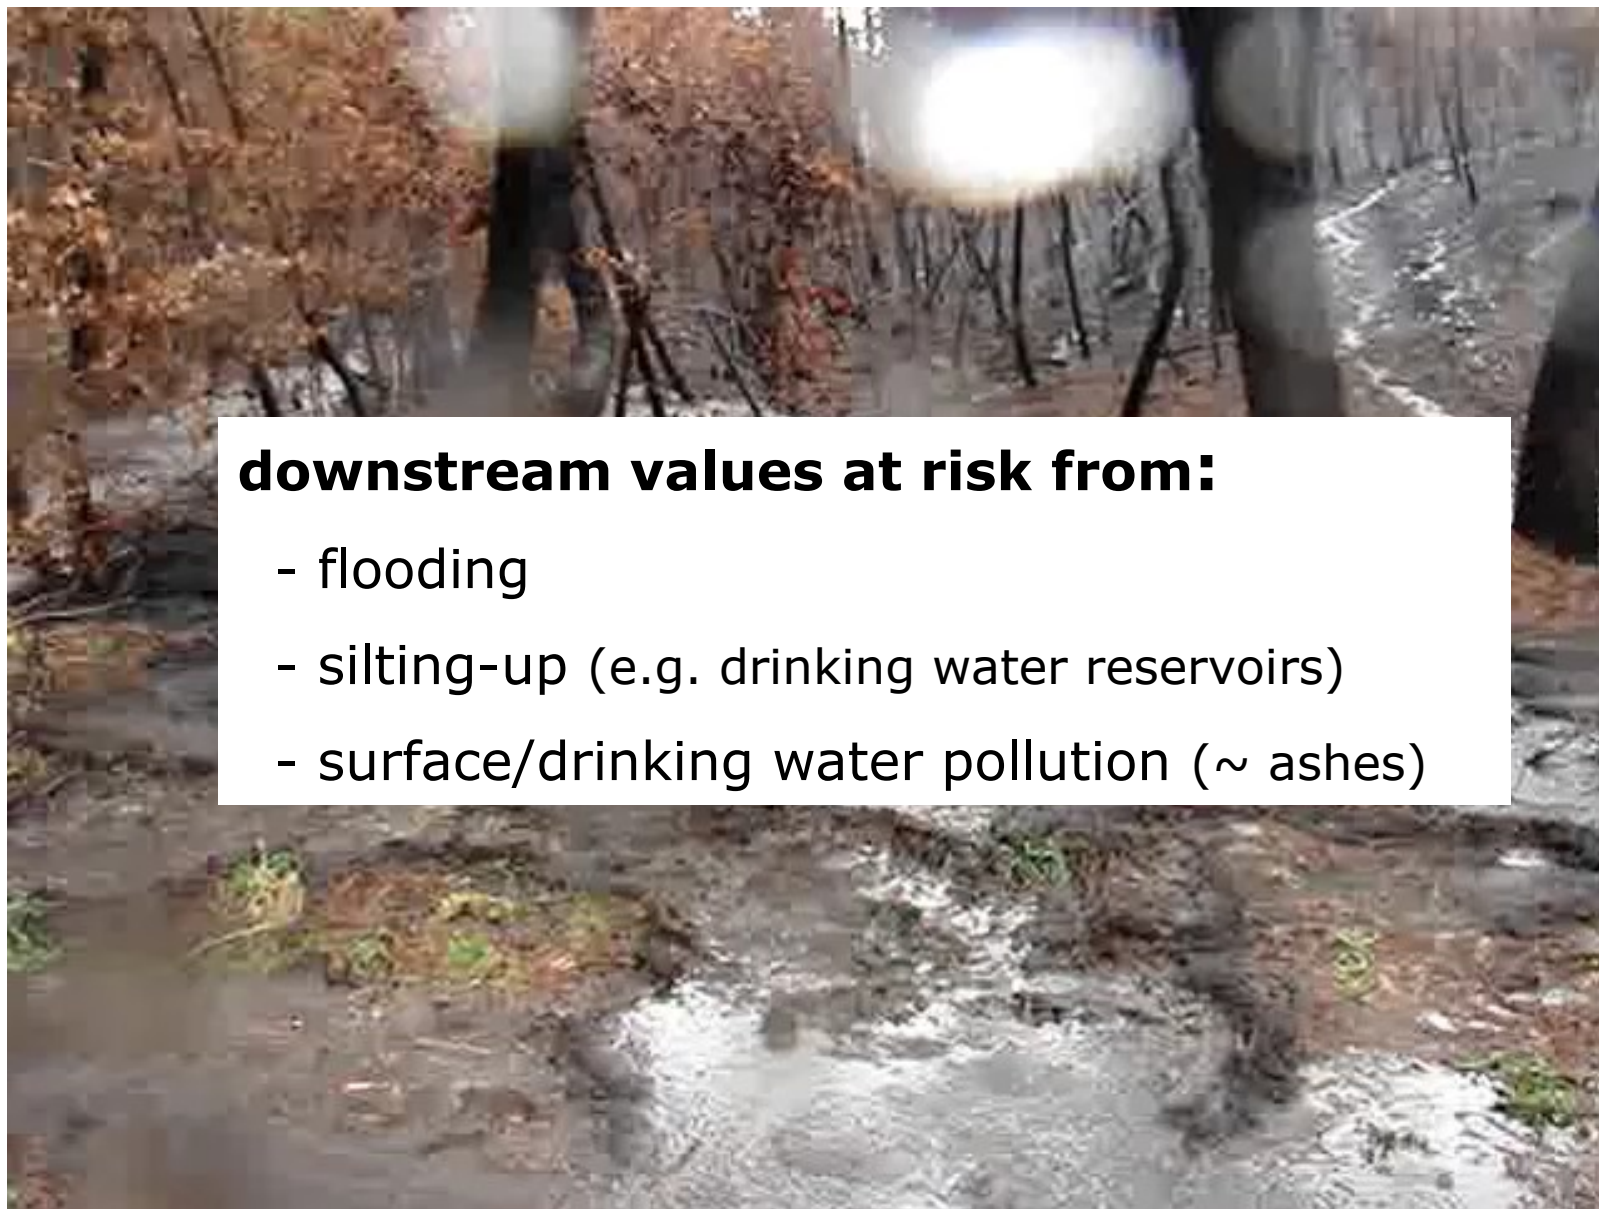 downstream values at risk from:
- flooding
- silting-up (e.g. drinking water reservoirs)
- surface/drinking water pollution (~ ashes)